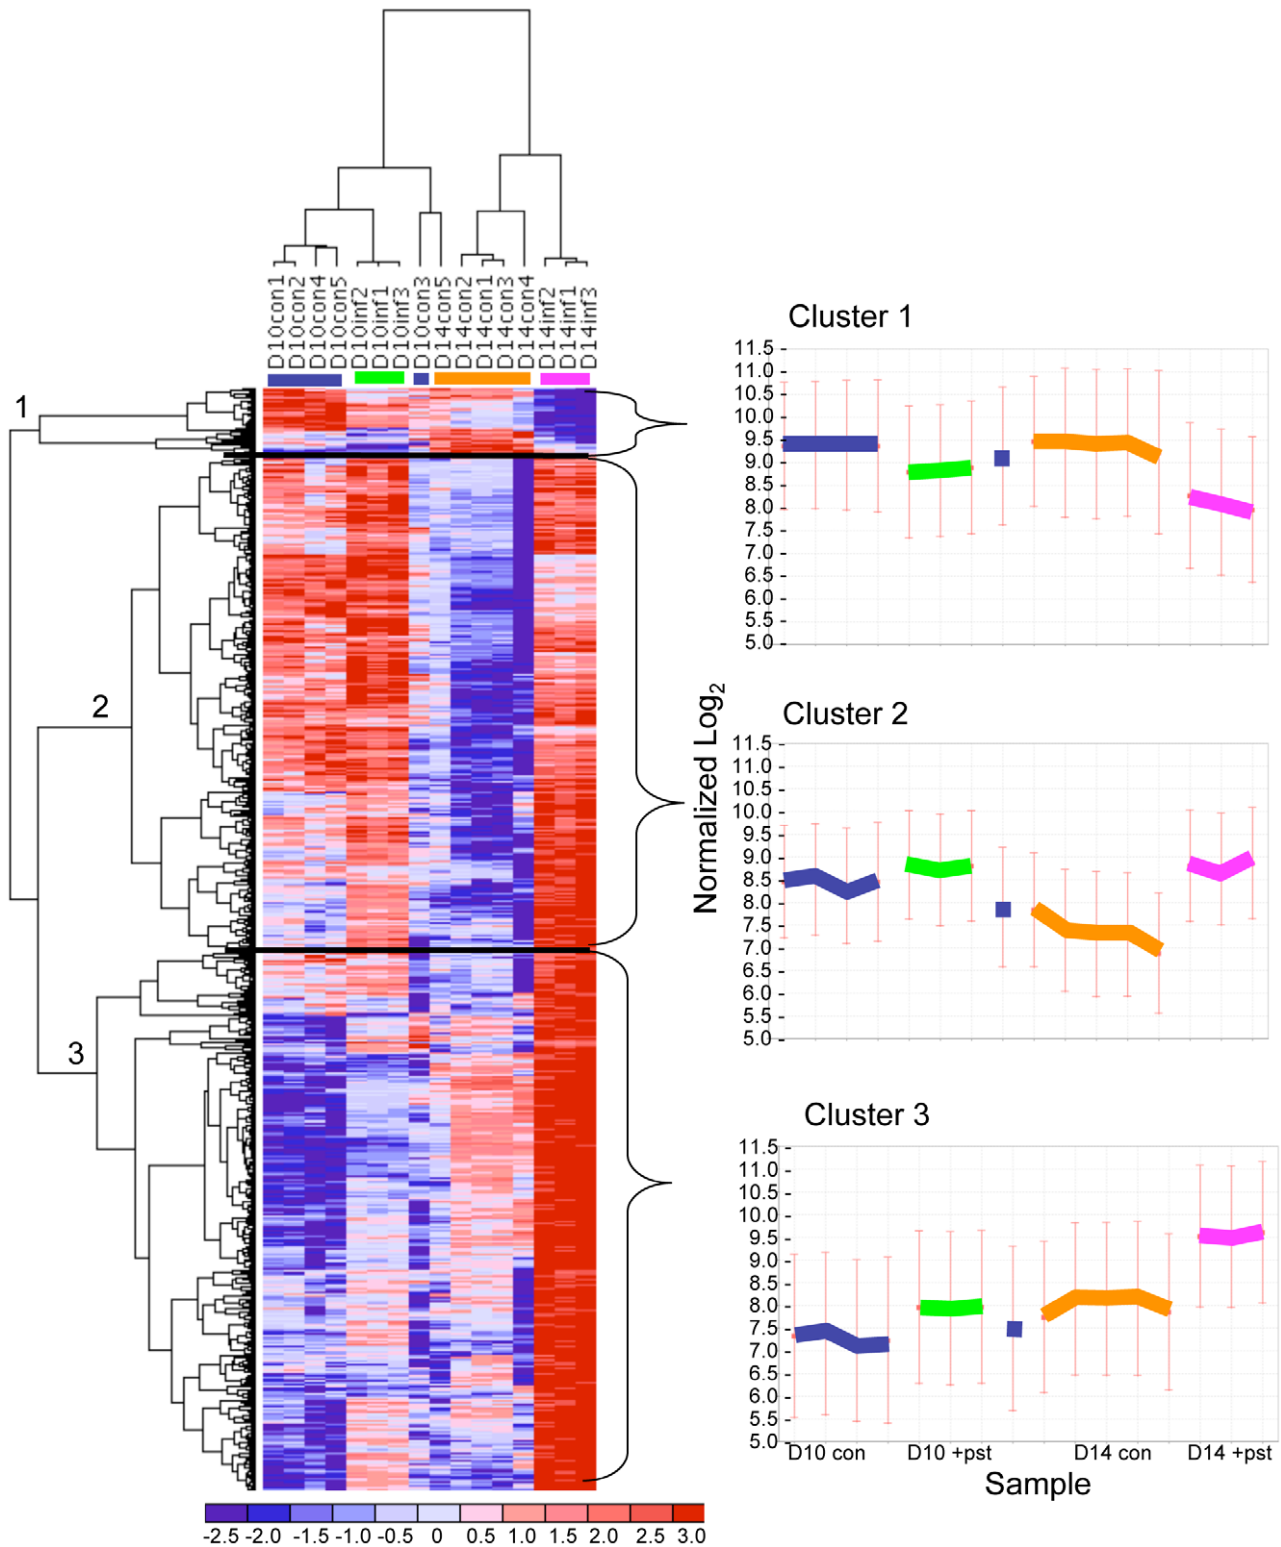 D10con1
D10con2
D10con4
D10con5
D10inf2
D10inf1
D10inf3
D10con3
D14con5
D14con2
D14con1
D14con3
D14con4
D14inf2
D14inf1
D14inf3
1
2
3
-2.5 -2.0 -1.5 -1.0 -0.5 0 0.5 1.0 1.5 2.0 2.5 3.0
Normalized Log2
Cluster 1
11.5
11.0
10.5
10.0
9.5
9.0
8.5
8.0
7.5
7.0
6.5
6.0
5.5
5.0
Cluster 2
11.5
11.0
10.5
10.0
9.5
9.0
8.5
8.0
7.5
7.0
6.5
6.0
5.5
5.0
Cluster 3
11.5
11.0
10.5
10.0
9.5
9.0
8.5
8.0
7.5
7.0
6.5
6.0
5.5
5.0
D10 con D10 +pst D14 con D14 +pst
Sample